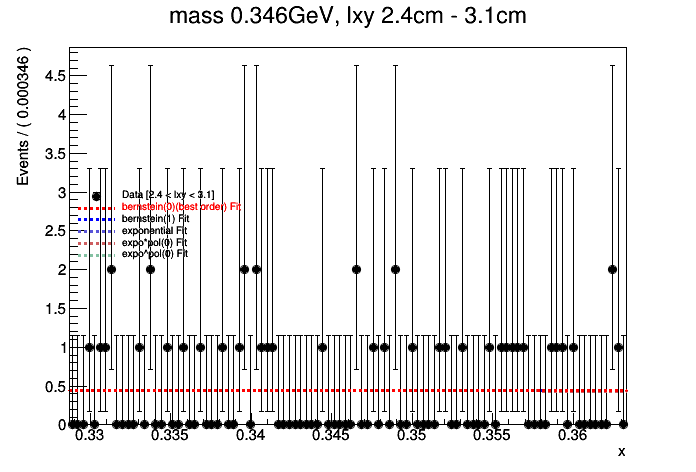 mass 0.346GeV, lxy 2.4cm - 3.1cm
Events / ( 0.000346 )
4.5
4
3.5
3
2.5
2
1.5
1
0.5
0
Data [2.4 < lxy < 3.1]
bernstein(0)(best order) Fit
bernstein(1) Fit
exponential Fit
expo*pol(0) Fit
expo^pol(0) Fit
0.33 0.335 0.34 0.345 0.35 0.355 0.36
x